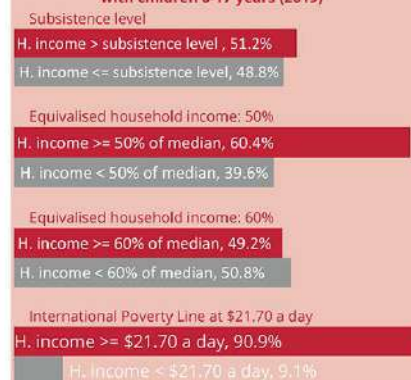 with children 0-17 years (2019)
Subsistence level
H. income > subsistence level , 51.2%
H. income <= subsistence level, 48.8%
Equivalised household income: 50%
H. income >= 50% of median, 60.4%
H. income < 50% of median, 39.6%
Equivalised household income: 60%
H. income >= 60% of median, 49.2%
H. income < 60% of median, 50.8%
International Poverty Line at $21.70 a day
H. income >= $21.70 a day, 90.9%
H. income < $21.70 a day, 9.1%